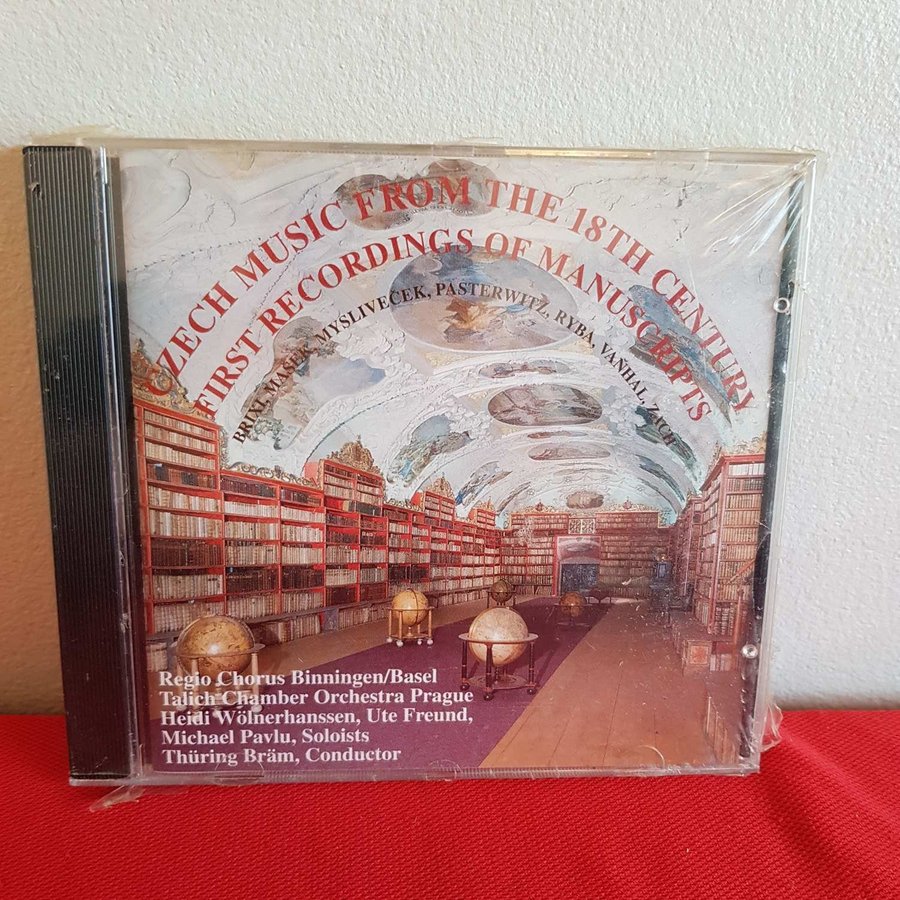 CZECH MUSIC FROM THE 18TH CENTURY
FIRST RECORDINGS OF MANUSCRIPTS
BRIXI, MAŠEK, MYSLIVEČEK, PASTERWITZ, RYBA, VAŇHAL, ZACH
Regio Chorus Binningen/Basel
Talich Chamber Orchestra Prague
Heidi Wölnerhanssen, Ute Freund,
Michael Pavlu, Soloists
Thüring Bräm, Conductor